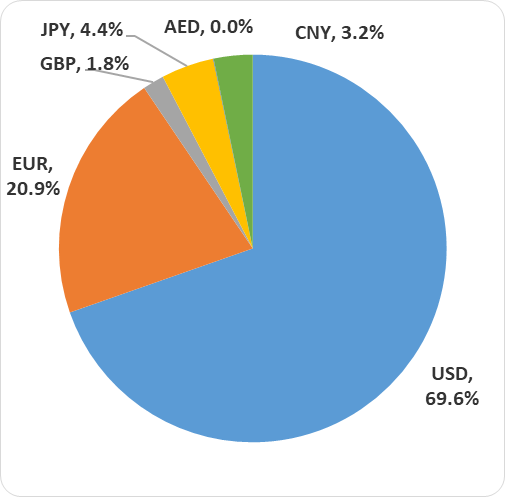 JPY, 4.4%
AED, 0.0%
CNY, 3.2%
GBP, 1.8%
EUR,
20.9%
USD,
69.6%